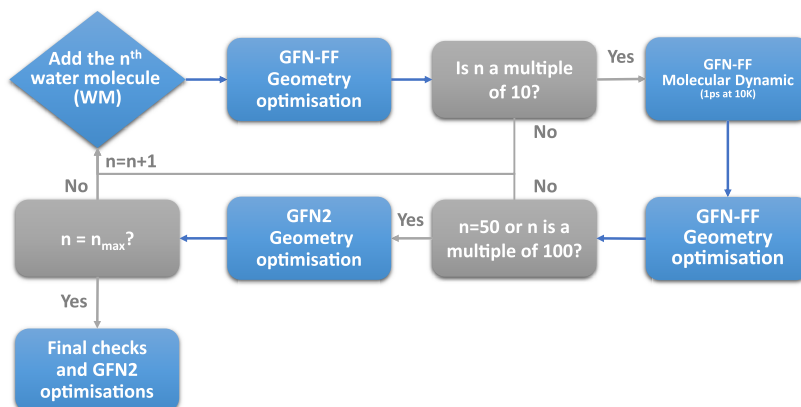 Add the nth
water molecule
(WM)
GFN-FF
Geometry
optimisation
Is n a multiple
of 10?
Yes
GFN-FF
Molecular Dynamic
(1ps at 10K)
No
n=n+1
No
No
n = nmax?
GFN2
Geometry
optimisation
Yes
n=50 or n is a
multiple of 100?
GFN-FF
Geometry
optimisation
Yes
Final checks
and GFN2
optimisations